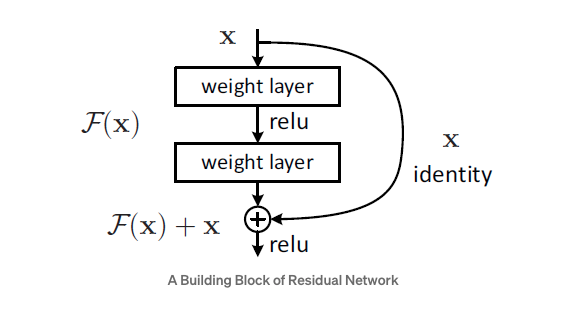 x
weight layer
F(x)
relu
x
identity
weight layer
F(x) + x
relu
A Building Block of Residual Network